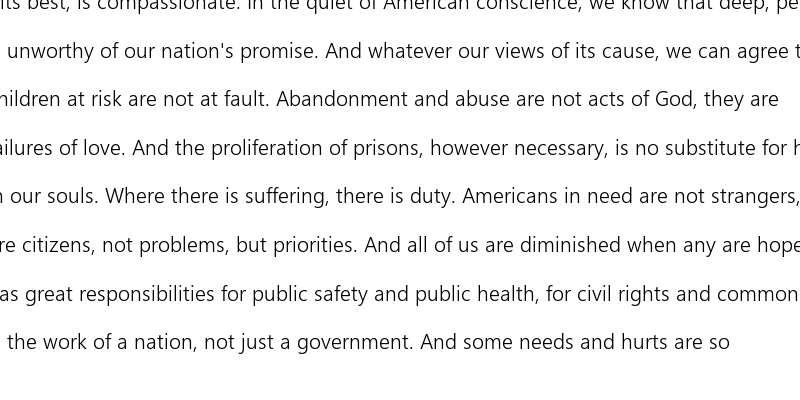 its best, is compassionate. In the quiet of American conscience, we know that deep,
unworthy of our nation's promise. And whatever our views of its cause, we can agree
at risk are not at fault. Abandonment and abuse are not acts of God, they are
of love. And the proliferation of prisons, however necessary, is no substitute for
our souls. Where there is suffering, there is duty. Americans in need are not strangers,
citizens, not problems, but priorities. And all of us are diminished when any are
as great responsibilities for public safety and public health, for civil rights and common
the work of a nation, not just a government. And some needs and hurts are so